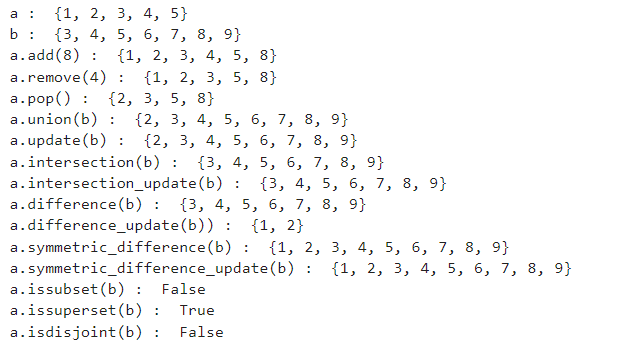 a :  {1, 2, 3, 4, 5}
b :  {3, 4, 5, 6, 7, 8, 9}
a.add(8) :  {1, 2, 3, 4, 5, 8}
a.remove(4) :  {1, 2, 3, 5, 8}
a.pop() :  {2, 3, 5, 8}
a.union(b) :  {2, 3, 4, 5, 6, 7, 8, 9}
a.update(b) :  {2, 3, 4, 5, 6, 7, 8, 9}
a.intersection(b) :  {3, 4, 5, 6, 7, 8, 9}
a.intersection_update(b) :  {3, 4, 5, 6, 7, 8, 9}
a.difference(b) :  {3, 4, 5, 6, 7, 8, 9}
a.difference_update(b)) :  {1, 2}
a.symmetric_difference(b) :  {1, 2, 3, 4, 5, 6, 7, 8, 9}
a.symmetric_difference_update(b) :  {1, 2, 3, 4, 5, 6, 7, 8, 9}
a.issubset(b) :  False
a.issuperset(b) :  True
a.isdisjoint(b) :  False